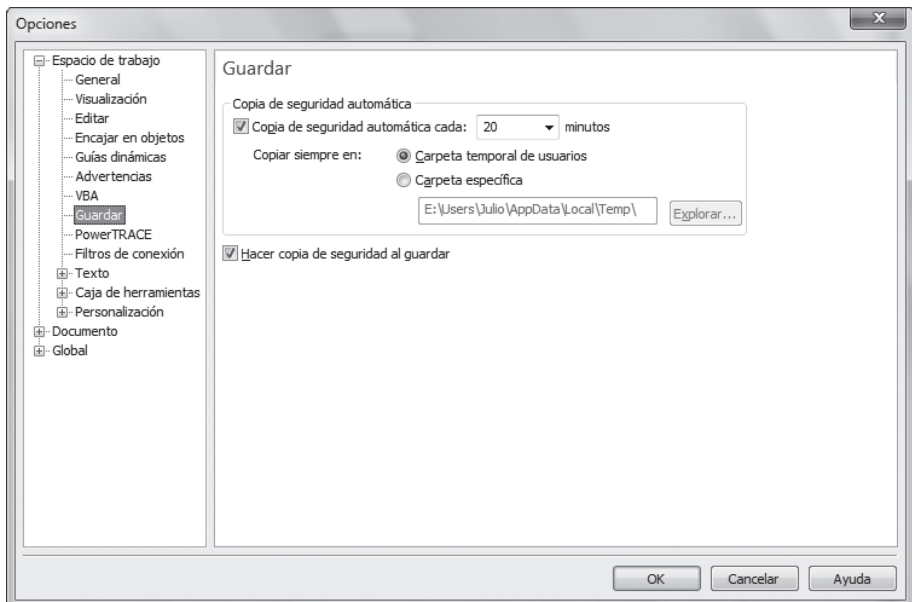 Opciones
x
Espacio de trabajo
General
Visualización
Editar
Encajar en objetos
Guías dinámicas
Advertencias
VBA
Guardar
PowerTRACE
Filtros de conexión
Texto
Caja de herramientas
Personalización
Documento
Global
Guardar
Copia de seguridad automática
Copia de seguridad automática cada: 20 minutos
Copiar siempre en: Carpeta temporal de usuarios
Carpeta específica
E:\Users\Julio\AppData\Local\Temp\ Explorar...
Hacer copia de seguridad al guardar
OK Cancelar Ayuda